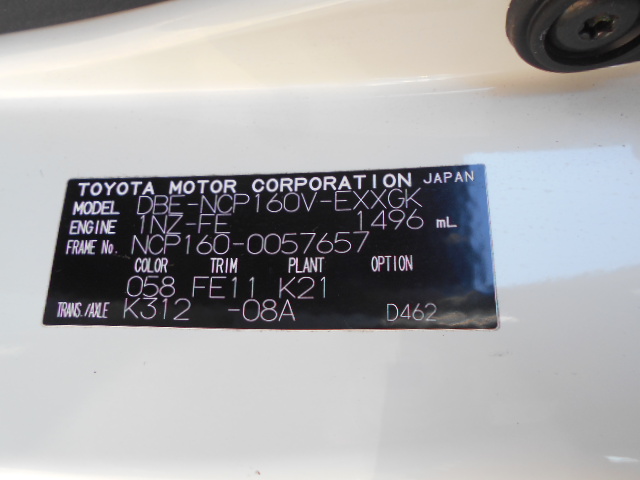 TOYOTA MOTOR CORPORATION JAPAN
MODEL DBE-NCP160V-EXXGK
ENGINE 1NZ-FE 1496 mL
FRAME No. NCP160-0057657
COLOR TRIM PLANT OPTION
058 FE11 K21
TRANS./AXLE K312 -08A D462